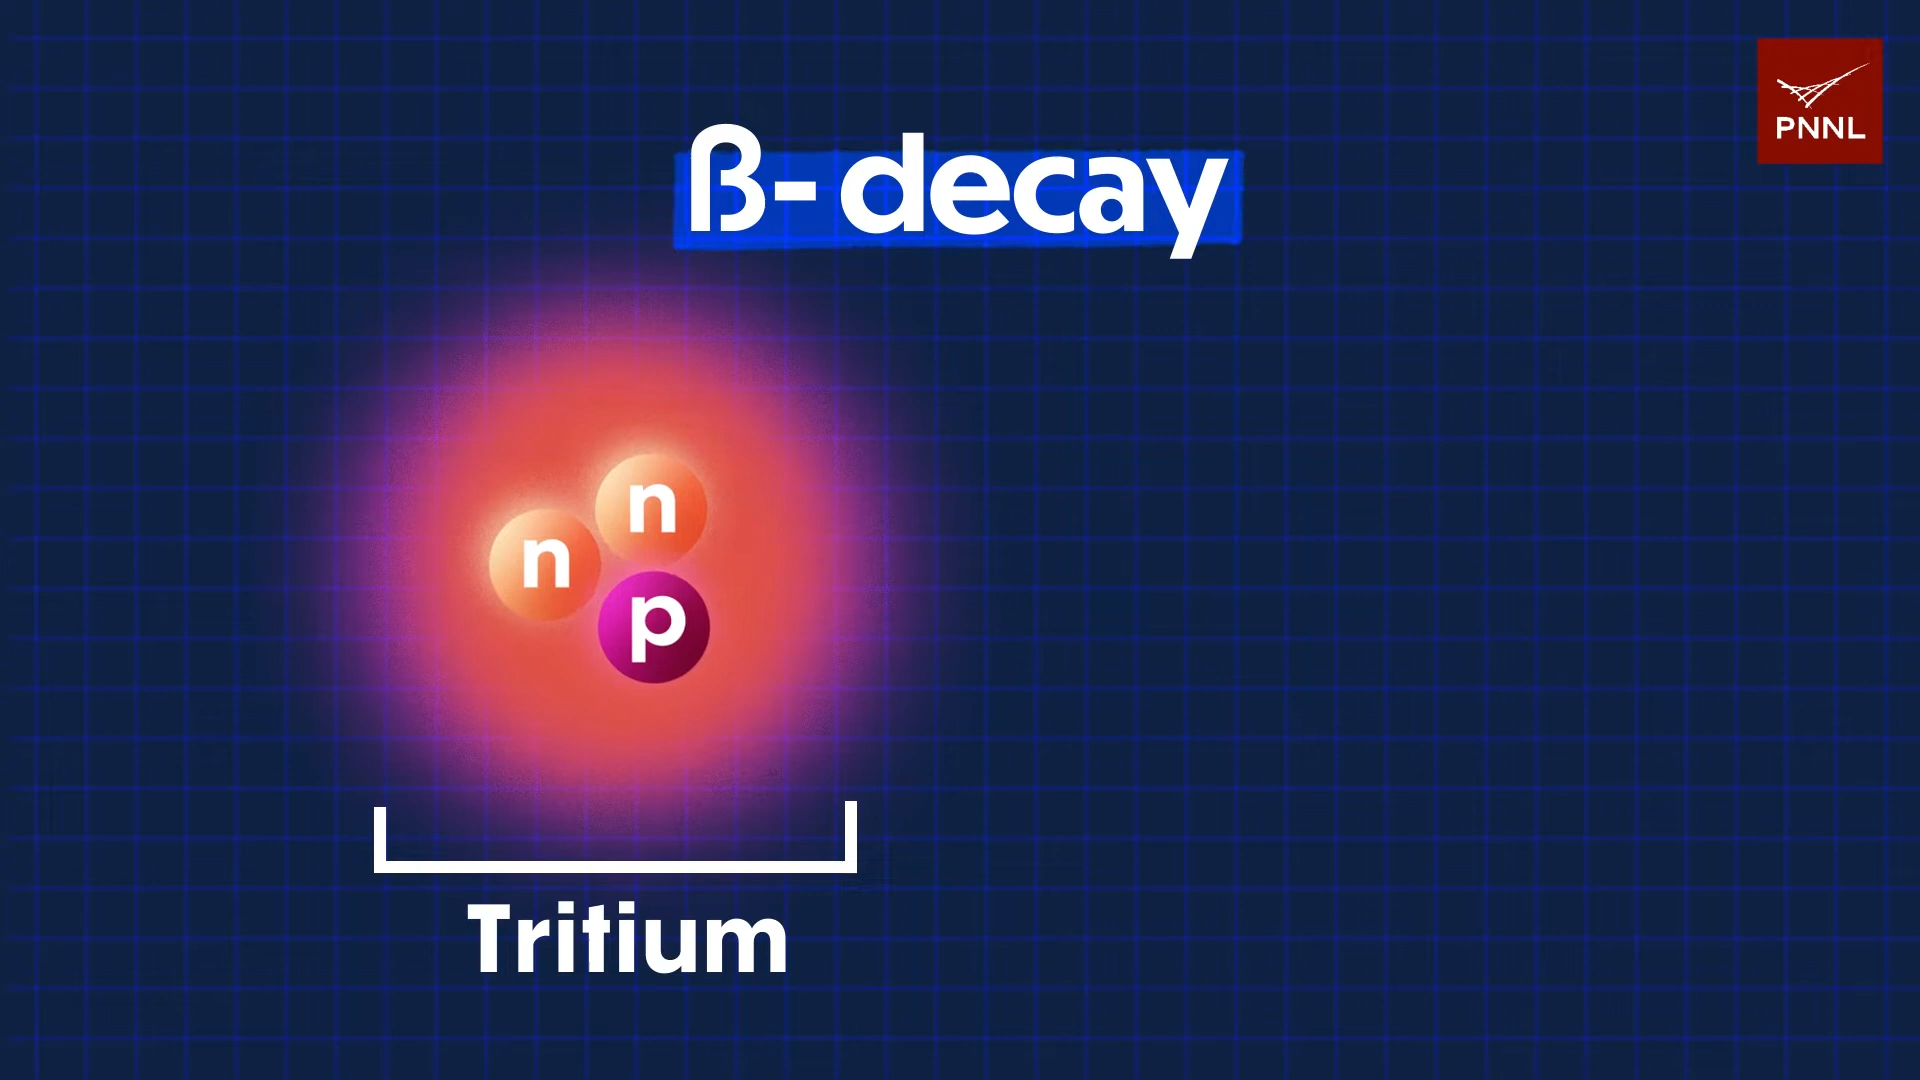 PNNL
ß- decay
n
n
p
Tritium